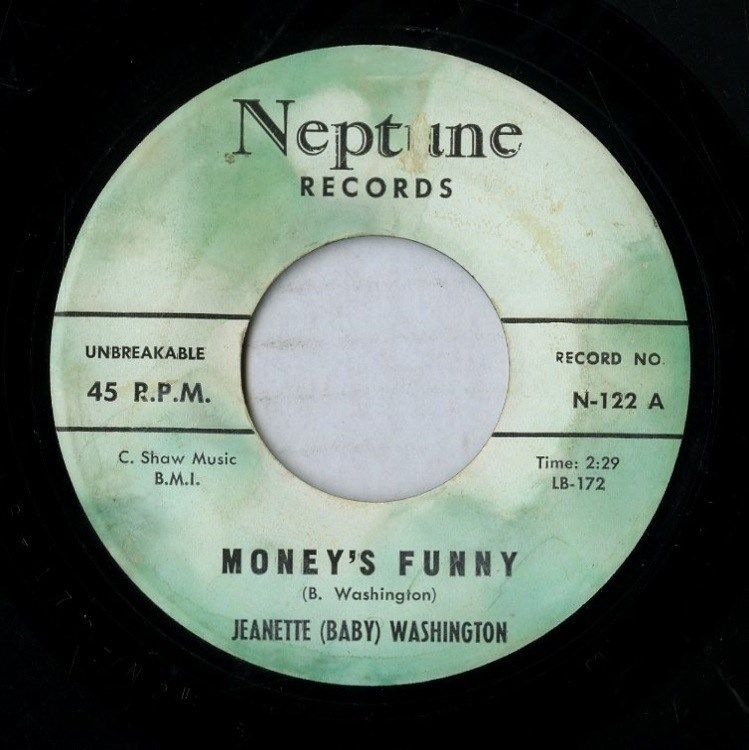 Neptune
RECORDS
UNBREAKABLE
45 R.P.M.
RECORD NO.
N-122 A
C. Shaw Music
B.M.I.
Time: 2:29
LB-172
MONEY'S FUNNY
(B. Washington)
JEANETTE (BABY) WASHINGTON